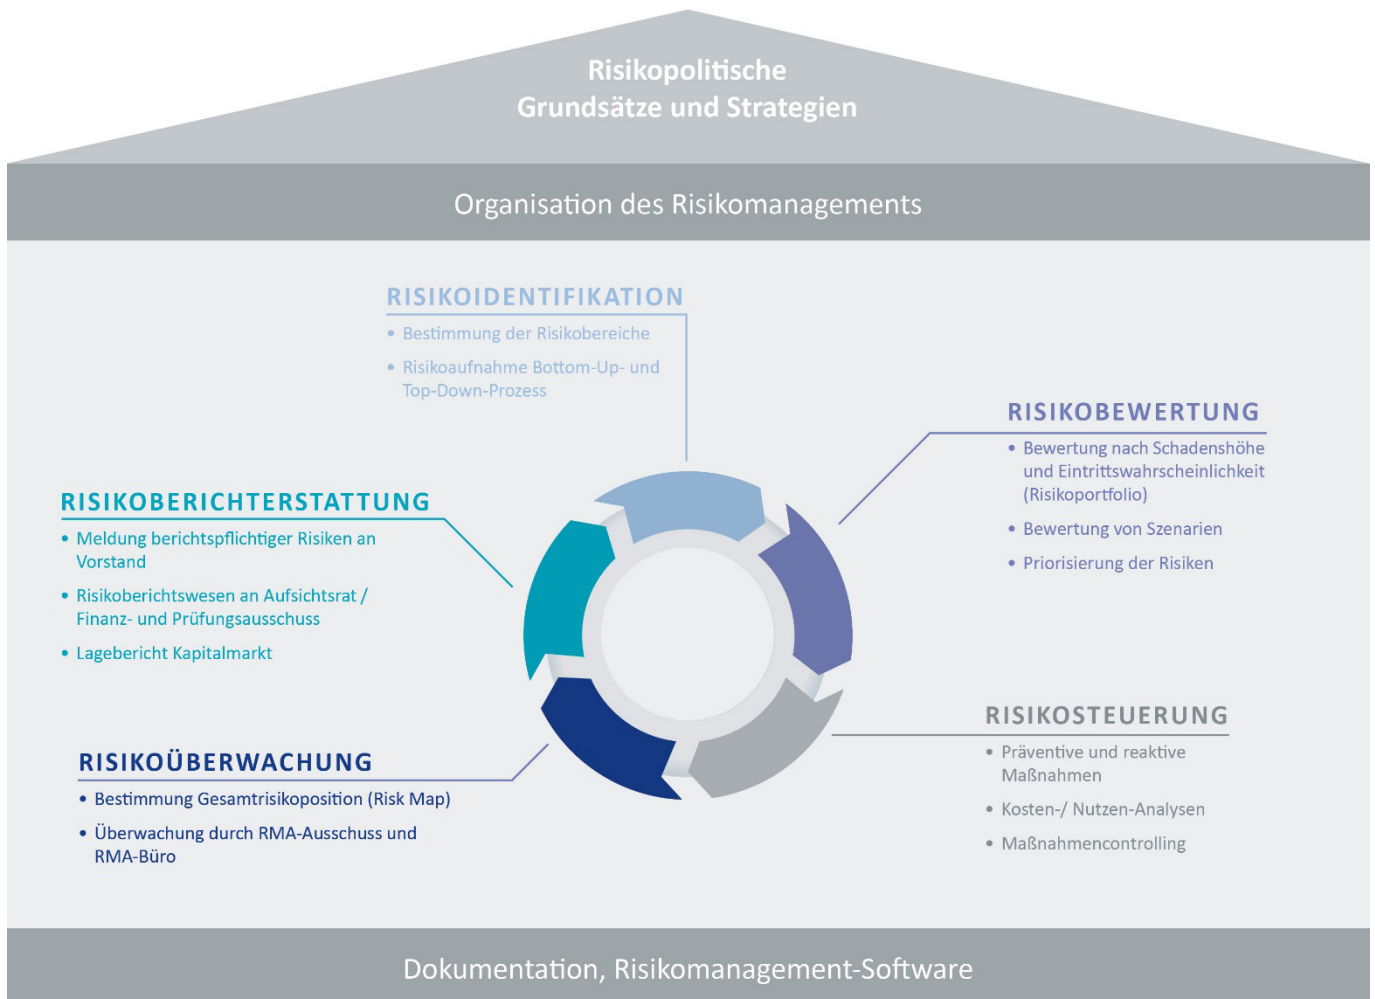 Risikopolitische
Grundsätze und Strategien
Organisation des Risikomanagements
RISIKOIDENTIFIKATION
• Bestimmung der Risikobereiche
• Risikoaufnahme Bottom-Up- und
Top-Down-Prozess
RISIKOBEWERTUNG
• Bewertung nach Schadenshöhe
und Eintrittswahrscheinlichkeit
(Risikoportfolio)
• Bewertung von Szenarien
• Priorisierung der Risiken
RISIKOBERICHTERSTATTUNG
• Meldung berichtspflichtiger Risiken an
Vorstand
• Risikoberichtswesen an Aufsichtsrat /
Finanz- und Prüfungsausschuss
• Lagebericht Kapitalmarkt
RISIKOSTEUERUNG
• Präventive und reaktive
Maßnahmen
• Kosten-/ Nutzen-Analysen
• Maßnahmencontrolling
RISIKOÜBERWACHUNG
• Bestimmung Gesamtrisikoposition (Risk Map)
• Überwachung durch RMA-Ausschuss und
RMA-Büro
Dokumentation, Risikomanagement-Software